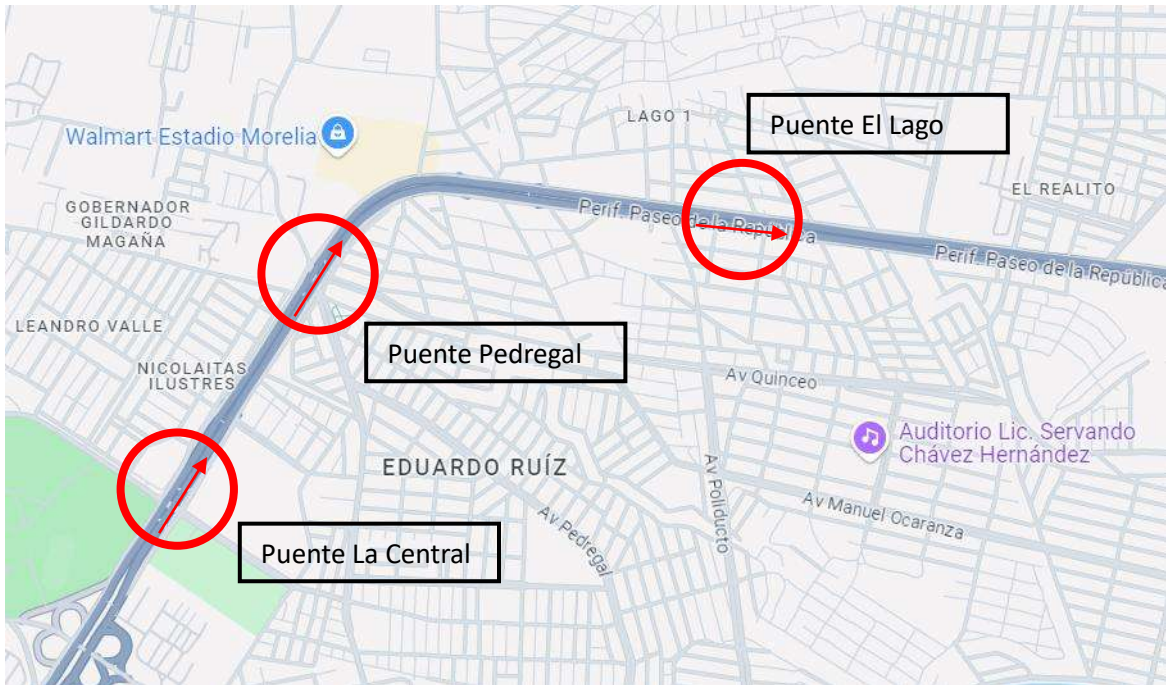 LAGO 1
Puente El Lago
Walmart Estadio Morelia
EL REALITO
GOBERNADOR
GILDARDO
MAGAÑA
Perif. Paseo de la República
Perif. Paseo de la República
LEANDRO VALLE
Puente Pedregal
NICOLAITAS
ILUSTRES
Av Quinceo
Auditorio Lic. Servando
Chávez Hernández
EDUARDO RUÍZ
Av Poliducto
Av Manuel Ocaranza
Av Pedregal
Puente La Central